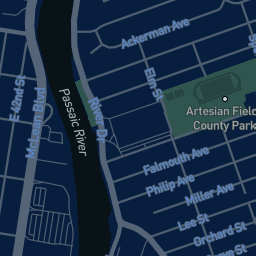 Ackerman Ave
E 62nd St
McLean Blvd
Passaic River
River Dr
Elm St
Artesian Field
County Park
Falmouth Ave
Philip Ave
Miller Ave
Lee St
Orchard St